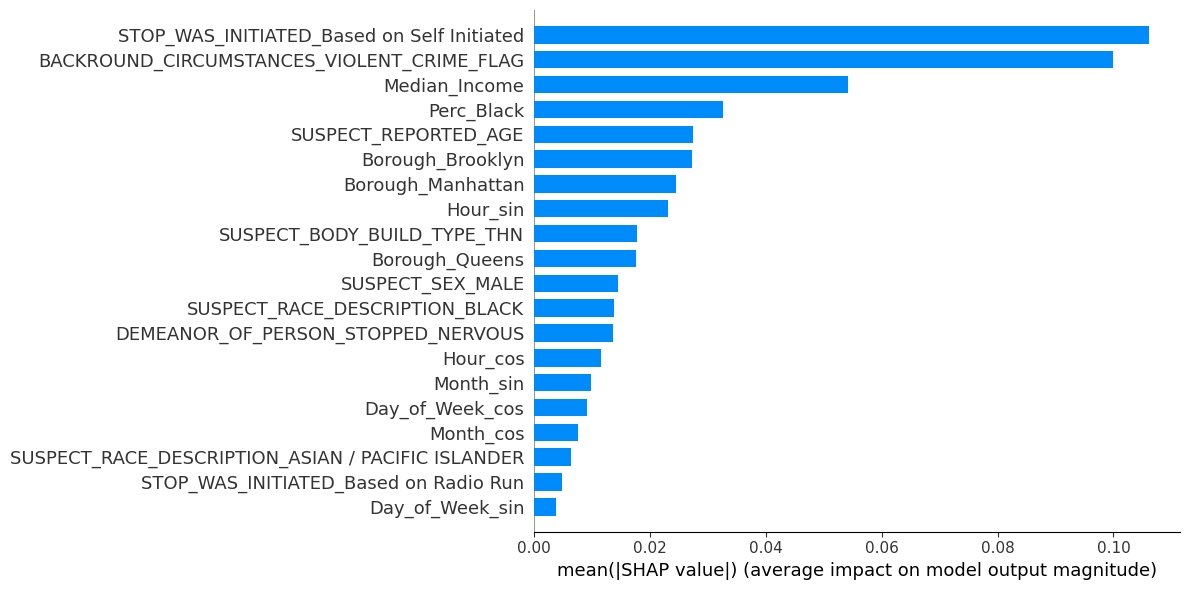 STOP_WAS_INITIATED_Based on Self Initiated
BACKROUND_CIRCUMSTANCES_VIOLENT_CRIME_FLAG
Median_Income
Perc_Black
SUSPECT_REPORTED_AGE
Borough_Brooklyn
Borough_Manhattan
Hour_sin
SUSPECT_BODY_BUILD_TYPE_THN
Borough_Queens
SUSPECT_SEX_MALE
SUSPECT_RACE_DESCRIPTION_BLACK
DEMEANOR_OF_PERSON_STOPPED_NERVOUS
Hour_cos
Month_sin
Day_of_Week_cos
Month_cos
SUSPECT_RACE_DESCRIPTION_ASIAN / PACIFIC ISLANDER
STOP_WAS_INITIATED_Based on Radio Run
Day_of_Week_sin
0.00 0.02 0.04 0.06 0.08 0.10
mean(|SHAP value|) (average impact on model output magnitude)